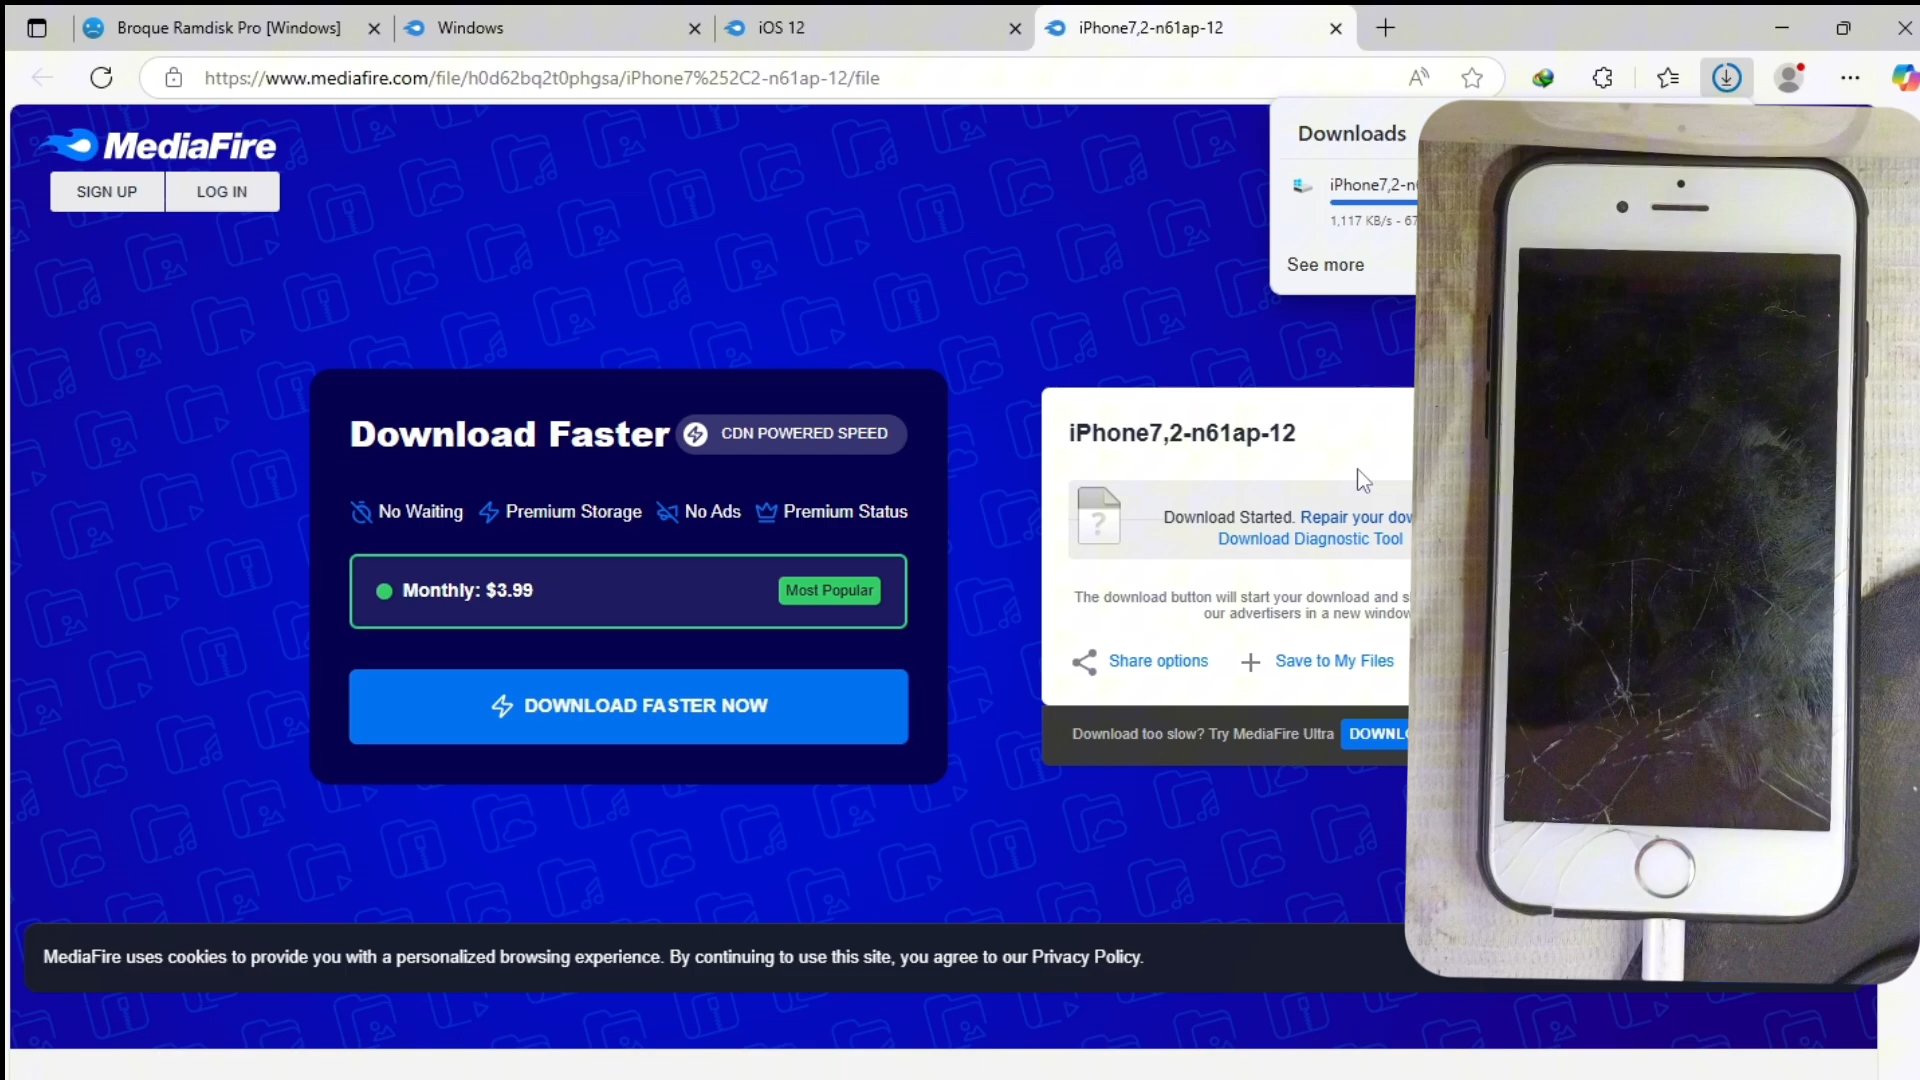 Broque Ramdisk Pro [Windows]
Windows
iOS 12
iPhone7,2-n61ap-12
https://www.mediafire.com/file/h0d62bq2t0phgsa/iPhone7%252C2-n61ap-12/file
MediaFire
SIGN UP
LOG IN
Downloads
iPhone7,2-n
1,117 KB/s - 67
See more
Download Faster
CDN POWERED SPEED
No Waiting
Premium Storage
No Ads
Premium Status
Monthly: $3.99
Most Popular
DOWNLOAD FASTER NOW
iPhone7,2-n61ap-12
Download Started. Repair your dow
Download Diagnostic Tool
The download button will start your download and s
our advertisers in a new window
Share options
Save to My Files
Download too slow? Try MediaFire Ultra
DOWNLO
MediaFire uses cookies to provide you with a personalized browsing experience. By continuing to use this site, you agree to our Privacy Policy.